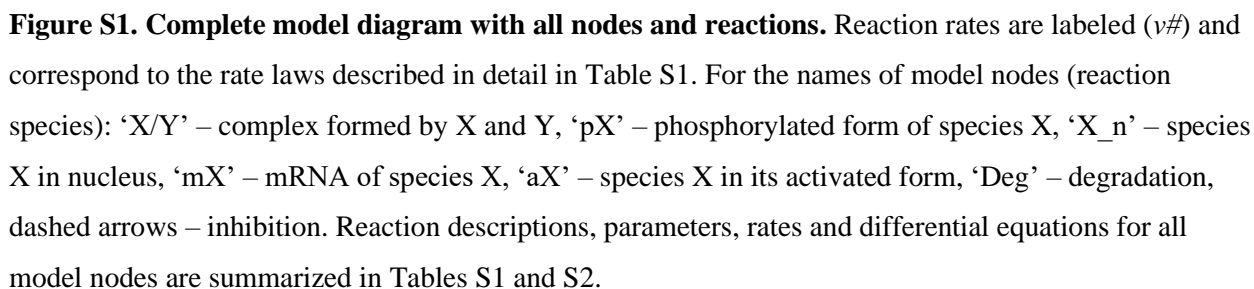 Figure S1. Complete model diagram with all nodes and reactions. Reaction rates are labeled (v#) and
correspond to the rate laws described in detail in Table S1. For the names of model nodes (reaction
species): ‘X/Y’ – complex formed by X and Y, ‘pX’ – phosphorylated form of species X, ‘X_n’ – species
X in nucleus, ‘mX’ – mRNA of species X, ‘aX’ – species X in its activated form, ‘Deg’ – degradation,
dashed arrows – inhibition. Reaction descriptions, parameters, rates and differential equations for all
model nodes are summarized in Tables S1 and S2.